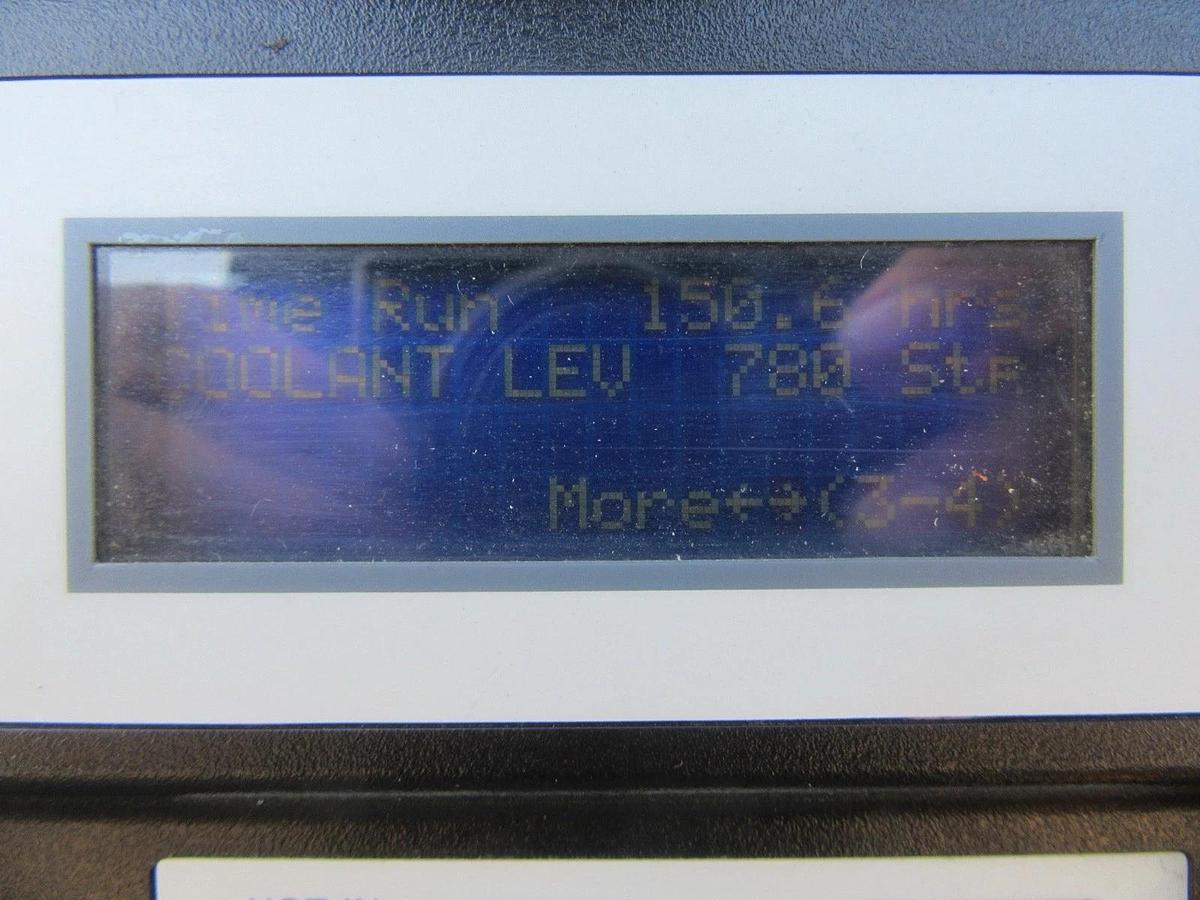 Time Run 150.6 hrs
COOLANT LEV 780 Str
More←→(3-4)